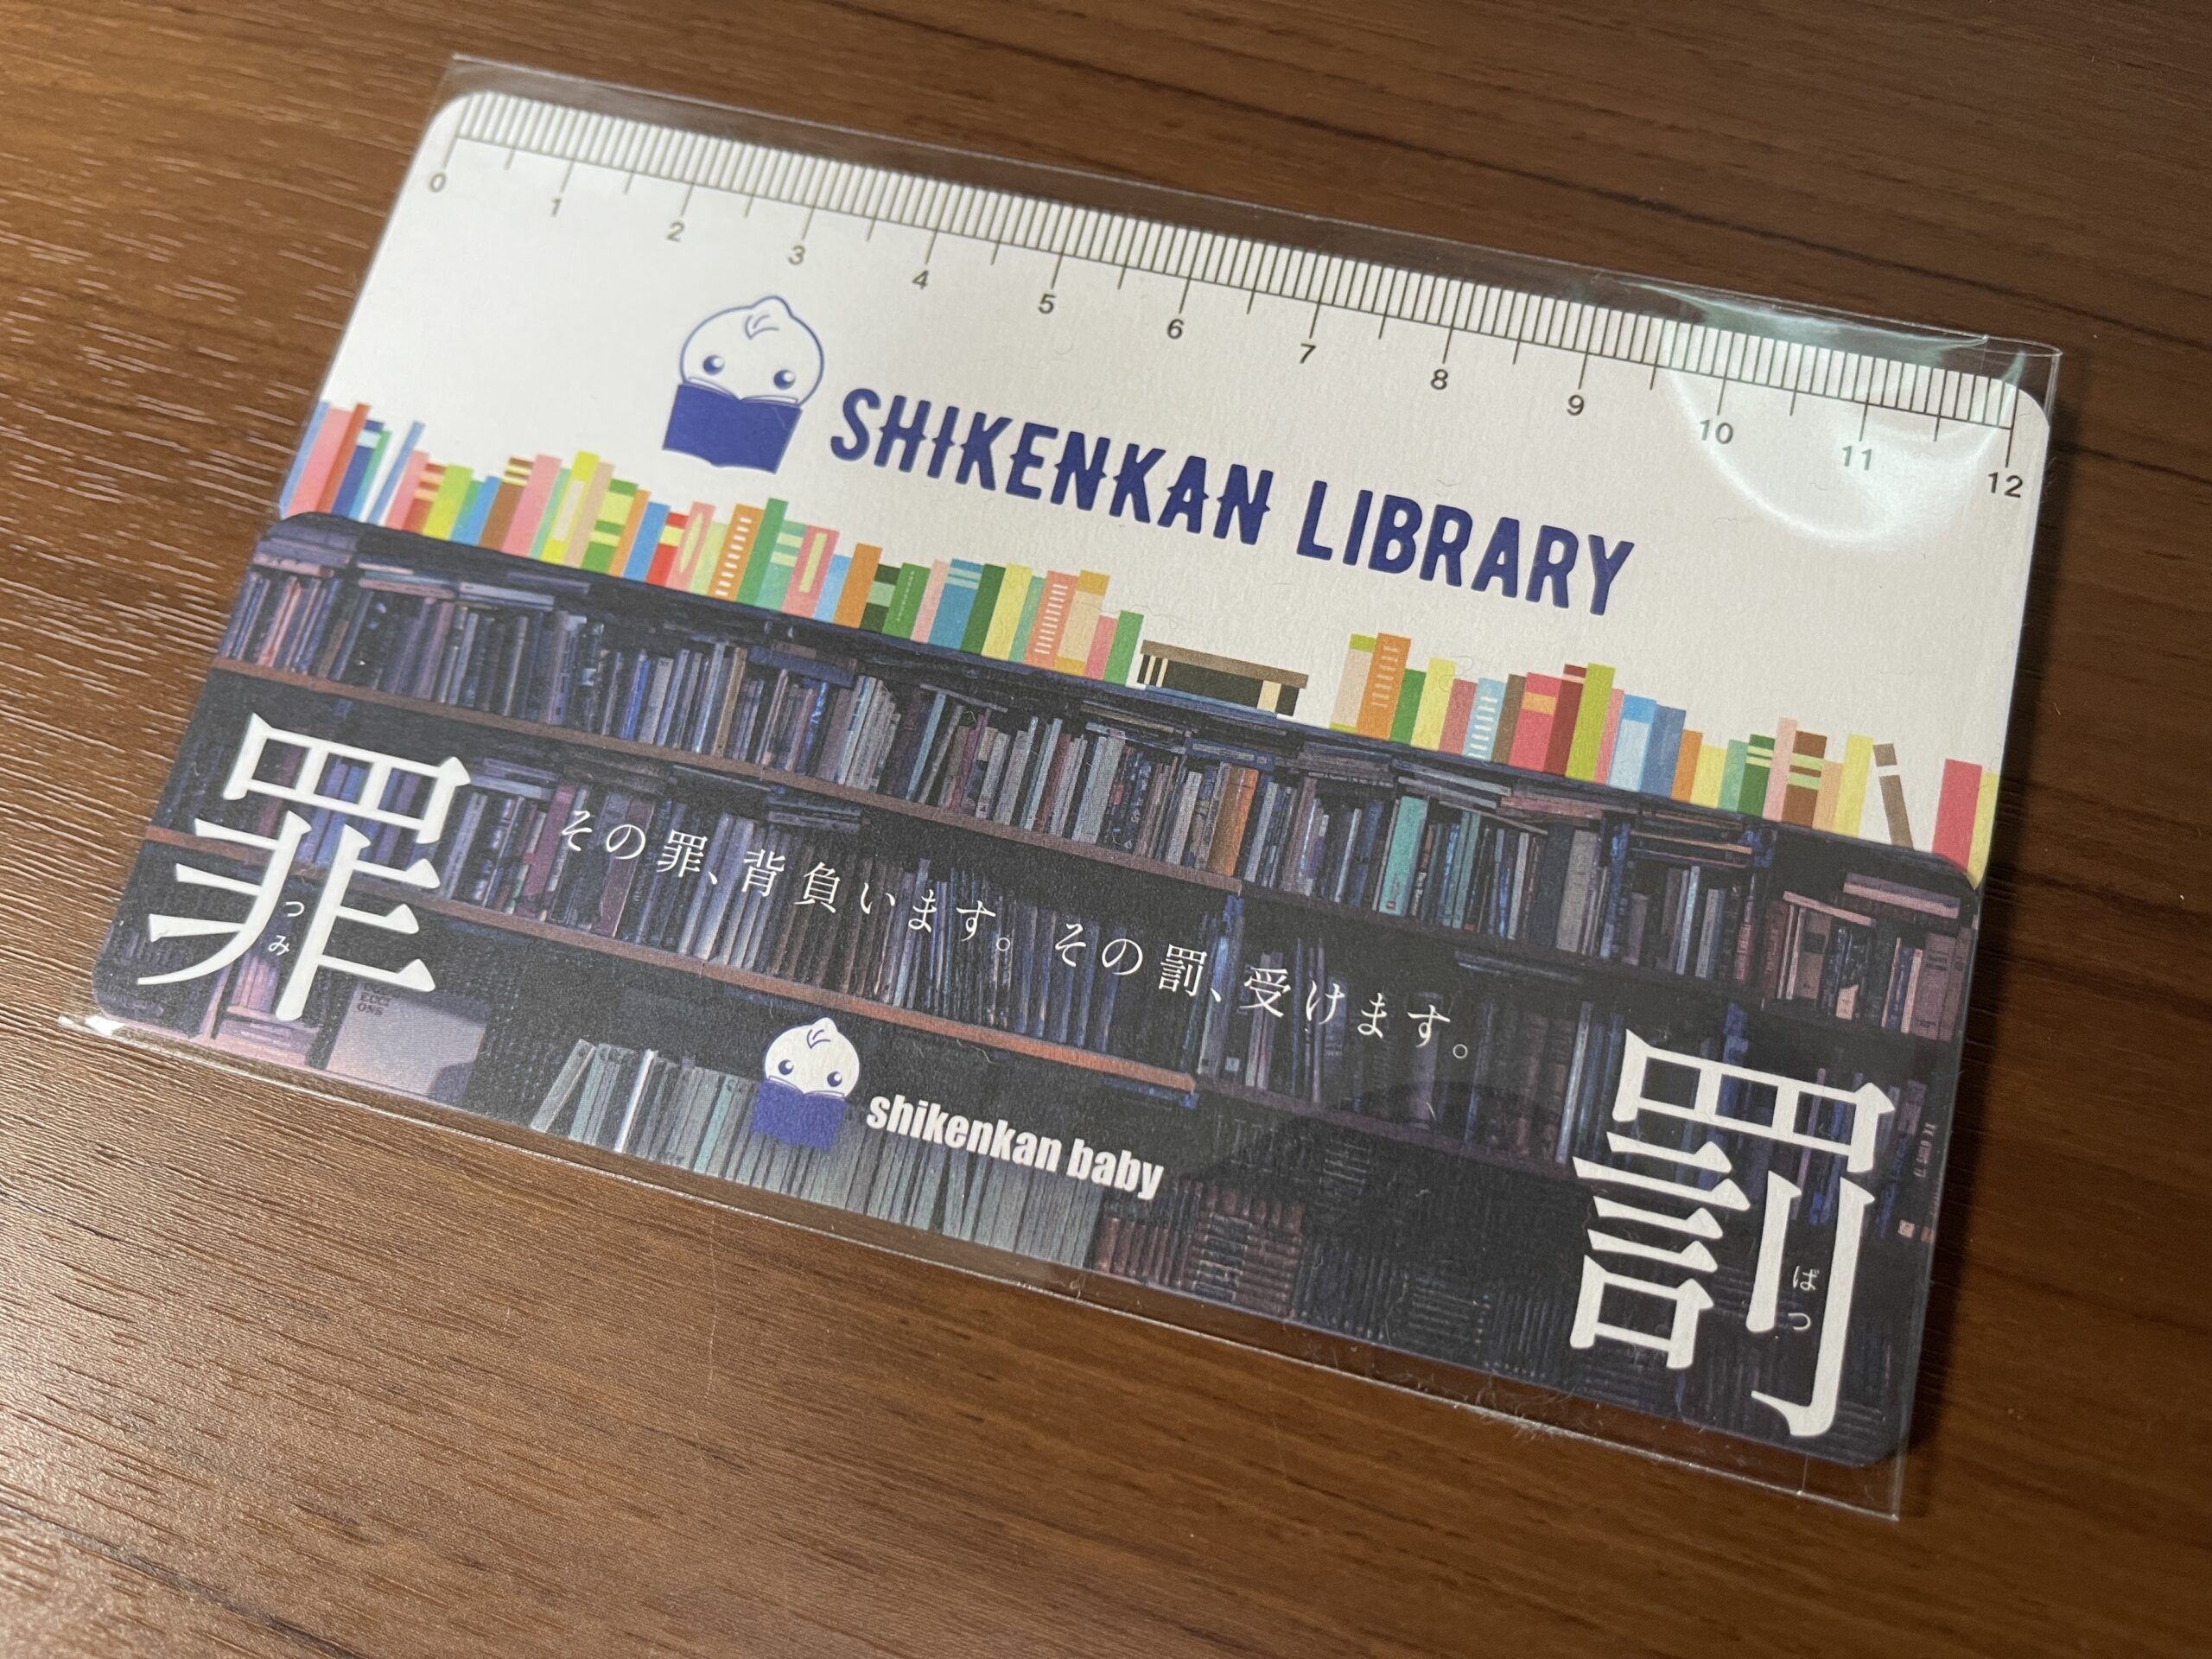 0 1 2 3 4 5 6 7 8 9 10 11 12
SHIKENKAN LIBRARY
罪
つみ
その罪、背負います。その罰、受けます。
shikenkan baby
罰
ばつ